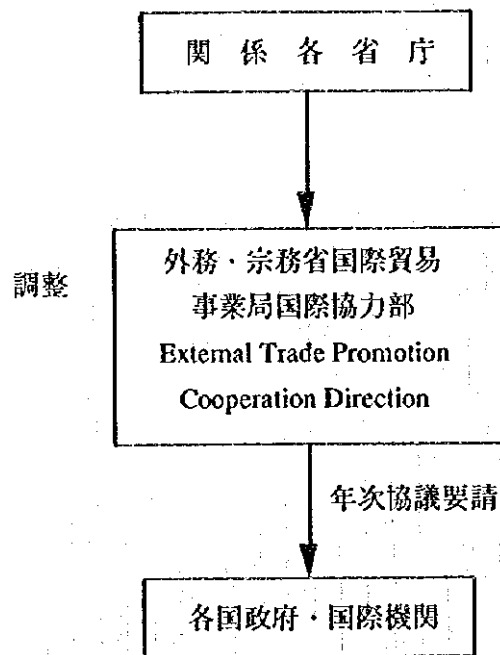 関係各省庁
調整
外務・宗務省国際貿易
事業局国際協力部
External Trade Promotion
Cooperation Direction
年次協議要請
各国政府・国際機関